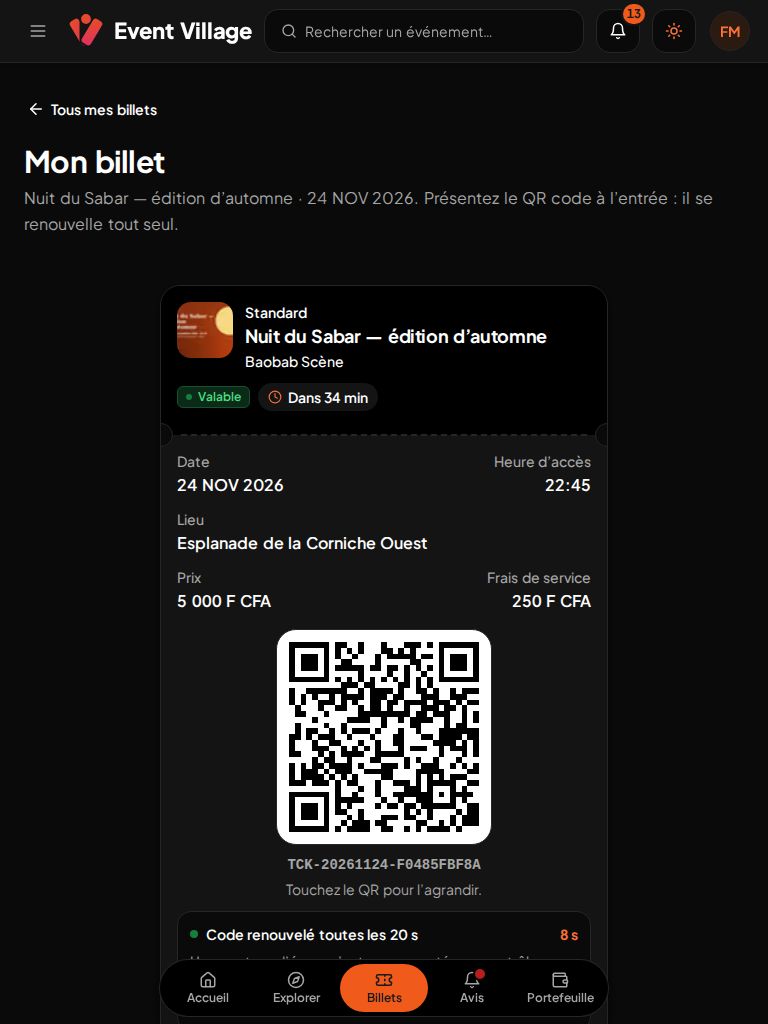 Event Village
Rechercher un événement…
13
FM
Tous mes billets
Mon billet
Nuit du Sabar — édition d’automne · 24 NOV 2026. Présentez le QR code à l’entrée : il se
renouvelle tout seul.
Standard
Nuit du Sabar — édition d’automne
Baobab Scène
Valable
Dans 34 min
Date
Heure d’accès
24 NOV 2026
22:45
Lieu
Esplanade de la Corniche Ouest
Prix
Frais de service
5 000 F CFA
250 F CFA
TCK-20261124-F0485FBF8A
Touchez le QR pour l’agrandir.
Code renouvelé toutes les 20 s
8 s
Accueil
Explorer
Billets
Avis
Portefeuille